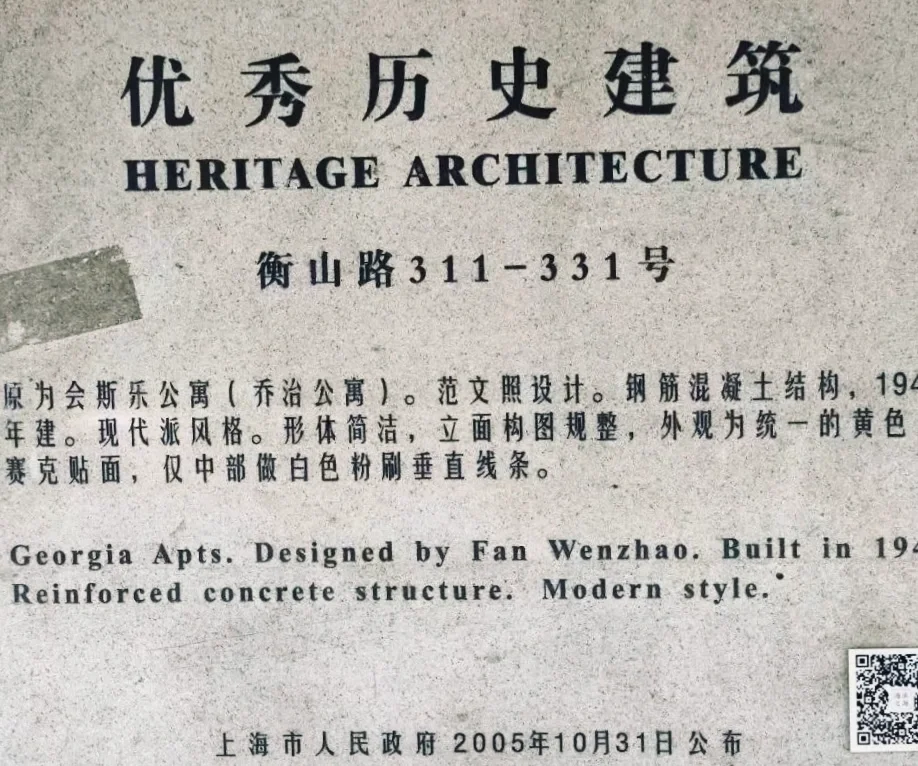 优秀历史建筑
HERITAGE ARCHITECTURE
衡山路311-331号
原为会斯乐公寓(乔治公寓)。范文照设计。钢筋混凝土结构,194
年建。现代派风格。形体简洁,立面构图规整,外观为统一的黄色
赛克贴面,仅中部做白色粉刷垂直线条。
Georgia Apts. Designed by Fan Wenzhao. Built in 194
Reinforced concrete structure. Modern style.
上海市人民政府 2005年10月31日公布